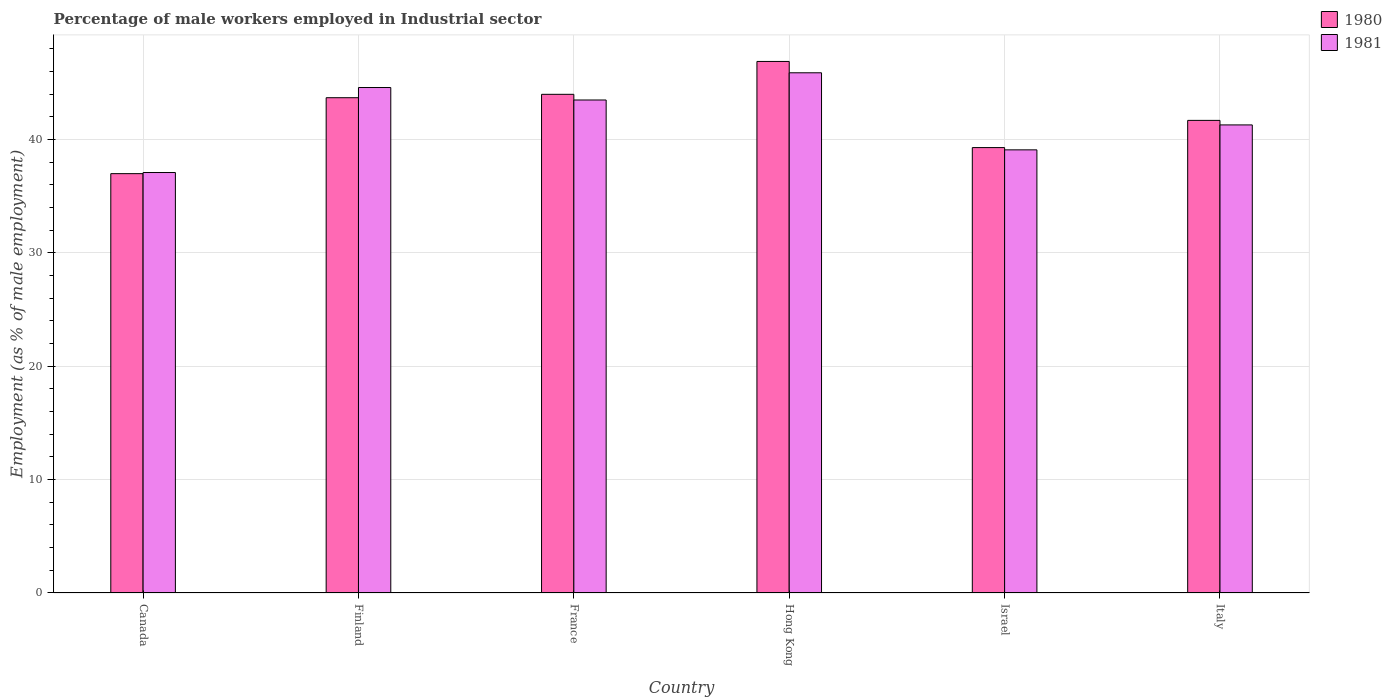 Percentage of male workers employed in Industrial sector
1980
1981
Employment (as % of male employment)
40
30
20
10
0
Canada
Finland
France
Hong Kong
Israel
Italy
Country